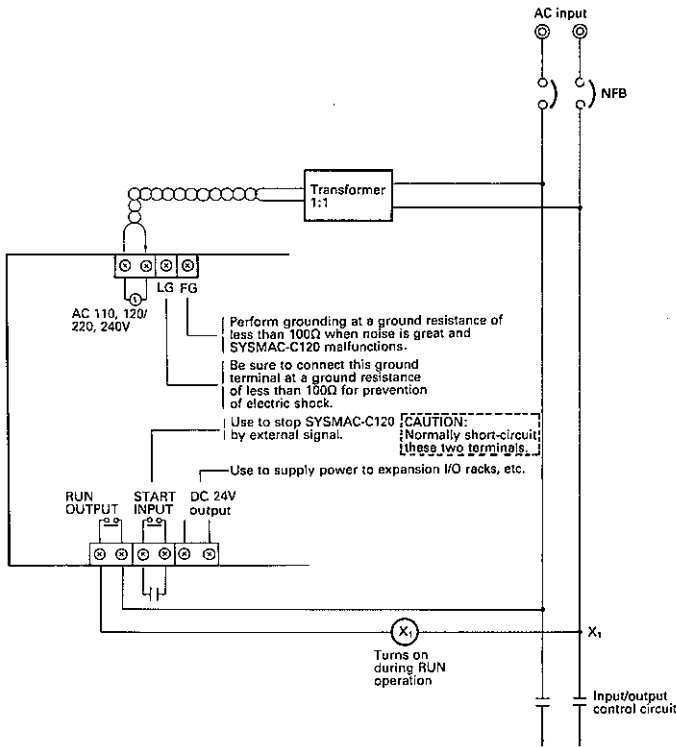 AC input
NFB
Transformer
1:1
LG FG
AC 110, 120/
220, 240V
Perform grounding at a ground resistance of
less than 100Ω when noise is great and
SYSMAC-C120 malfunctions.
Be sure to connect this ground
terminal at a ground resistance
of less than 100Ω for prevention
of electric shock.
Use to stop SYSMAC-C120
by external signal.
CAUTION:
Normally short-circuit
these two terminals.
Use to supply power to expansion I/O racks, etc.
RUN
OUTPUT
START
INPUT
DC 24V
output
X₁
X₁
Turns on
during RUN
operation
Input/output
control circuit